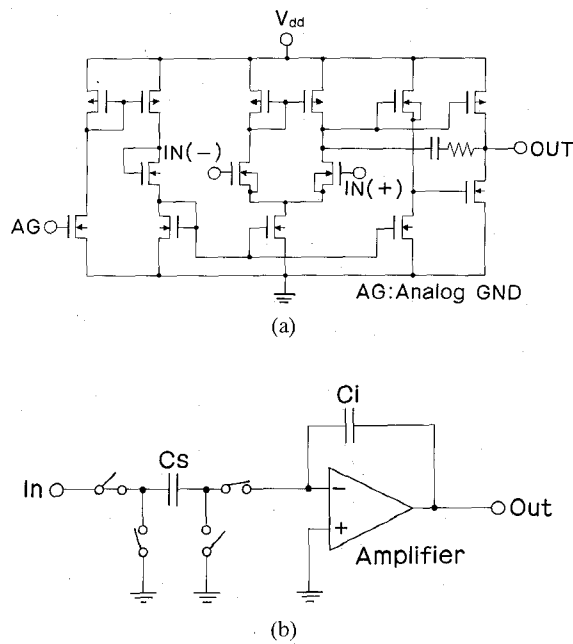 Vdd
IN(-)
OUT
IN(+)
AG
AG:Analog GND
(a)
Ci
Cs
In
-
+
Out
Amplifier
(b)